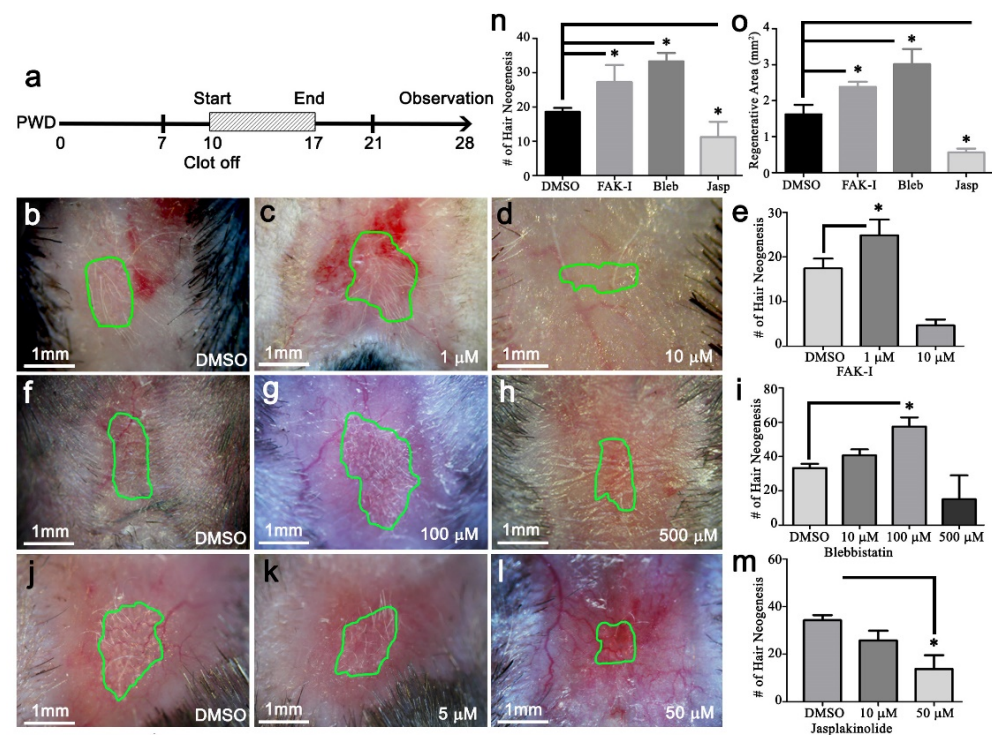 a
Start End Observation
PWD
0 7 10 17 21 28
Clot off
n
# of Hair Neogenesis
40
30
20
10
0
* * *
DMSO FAK-I Bleb Jasp
o
Regenerative Area (mm²)
4
3
2
1
0
* * *
DMSO FAK-I Bleb Jasp
b
1mm
DMSO
c
1mm
1 µM
d
1mm
10 µM
e
# of Hair Neogenesis
30
20
10
0
*
DMSO 1 µM 10 µM
FAK-I
f
1mm
DMSO
g
1mm
100 µM
h
1mm
500 µM
i
# of Hair Neogenesis
80
60
40
20
0
*
DMSO 10 µM 100 µM 500 µM
Blebbistatin
j
1mm
DMSO
k
1mm
5 µM
l
1mm
50 µM
m
# of Hair Neogenesis
60
40
20
0
*
DMSO 10 µM 50 µM
Jasplakinolide